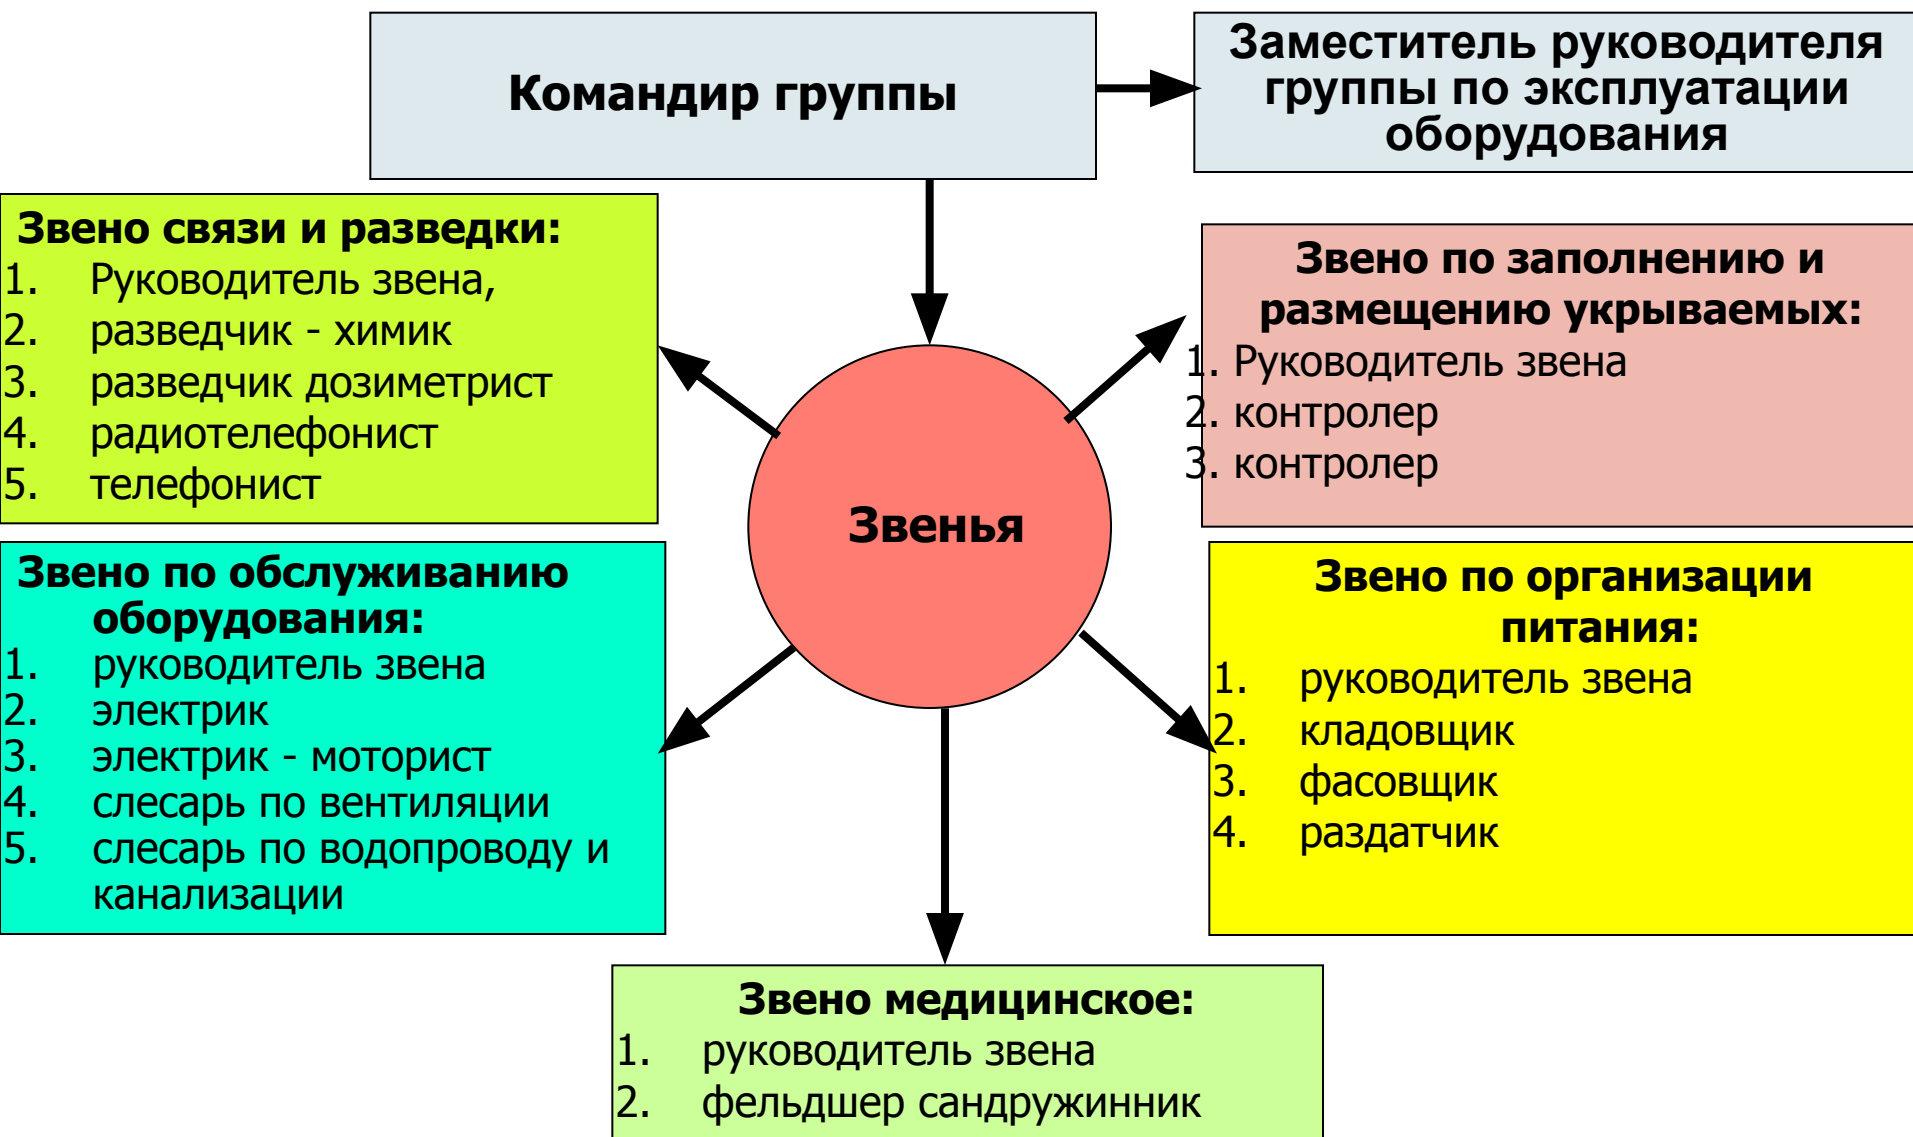 Командир группы
Заместитель руководителя
группы по эксплуатации
оборудования
Звено связи и разведки:
1. Руководитель звена,
2. разведчик - химик
3. разведчик дозиметрист
4. радиотелефонист
5. телефонист
Звено по заполнению и
размещению укрываемых:
1. Руководитель звена
2. контролер
3. контролер
Звенья
Звено по обслуживанию
оборудования:
1. руководитель звена
2. электрик
3. электрик - моторист
4. слесарь по вентиляции
5. слесарь по водопроводу и
канализации
Звено по организации
питания:
1. руководитель звена
2. кладовщик
3. фасовщик
4. раздатчик
Звено медицинское:
1. руководитель звена
2. фельдшер сандружинник